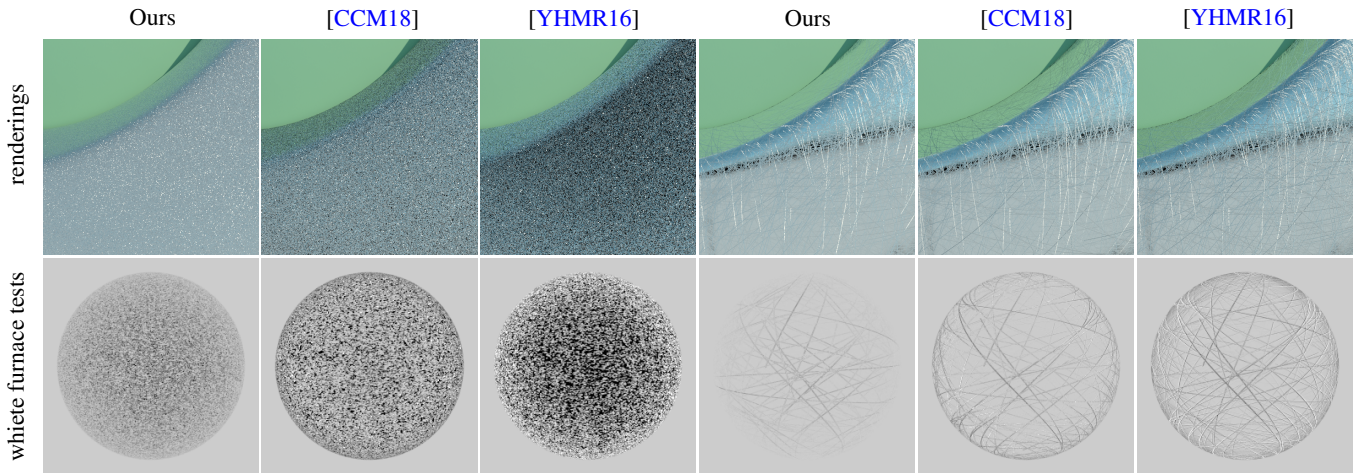 Ours [CCM18] [YHMR16] Ours [CCM18] [YHMR16]
renderings
whiete furnace tests